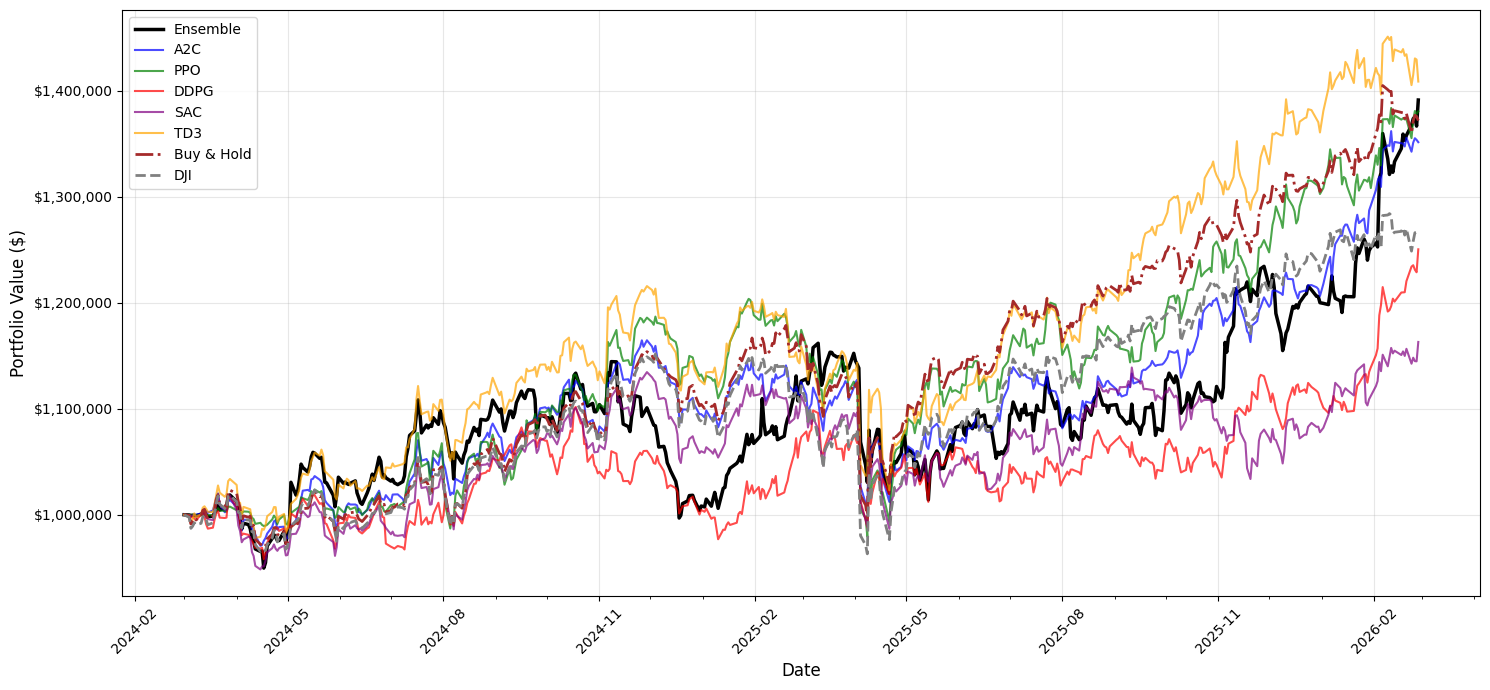 Ensemble
A2C
PPO
DDPG
SAC
TD3
Buy & Hold
DJI
Portfolio Value ($)
$1,400,000
$1,300,000
$1,200,000
$1,100,000
$1,000,000
2024-02
2024-05
2024-08
2024-11
2025-02
2025-05
2025-08
2025-11
2026-02
Date